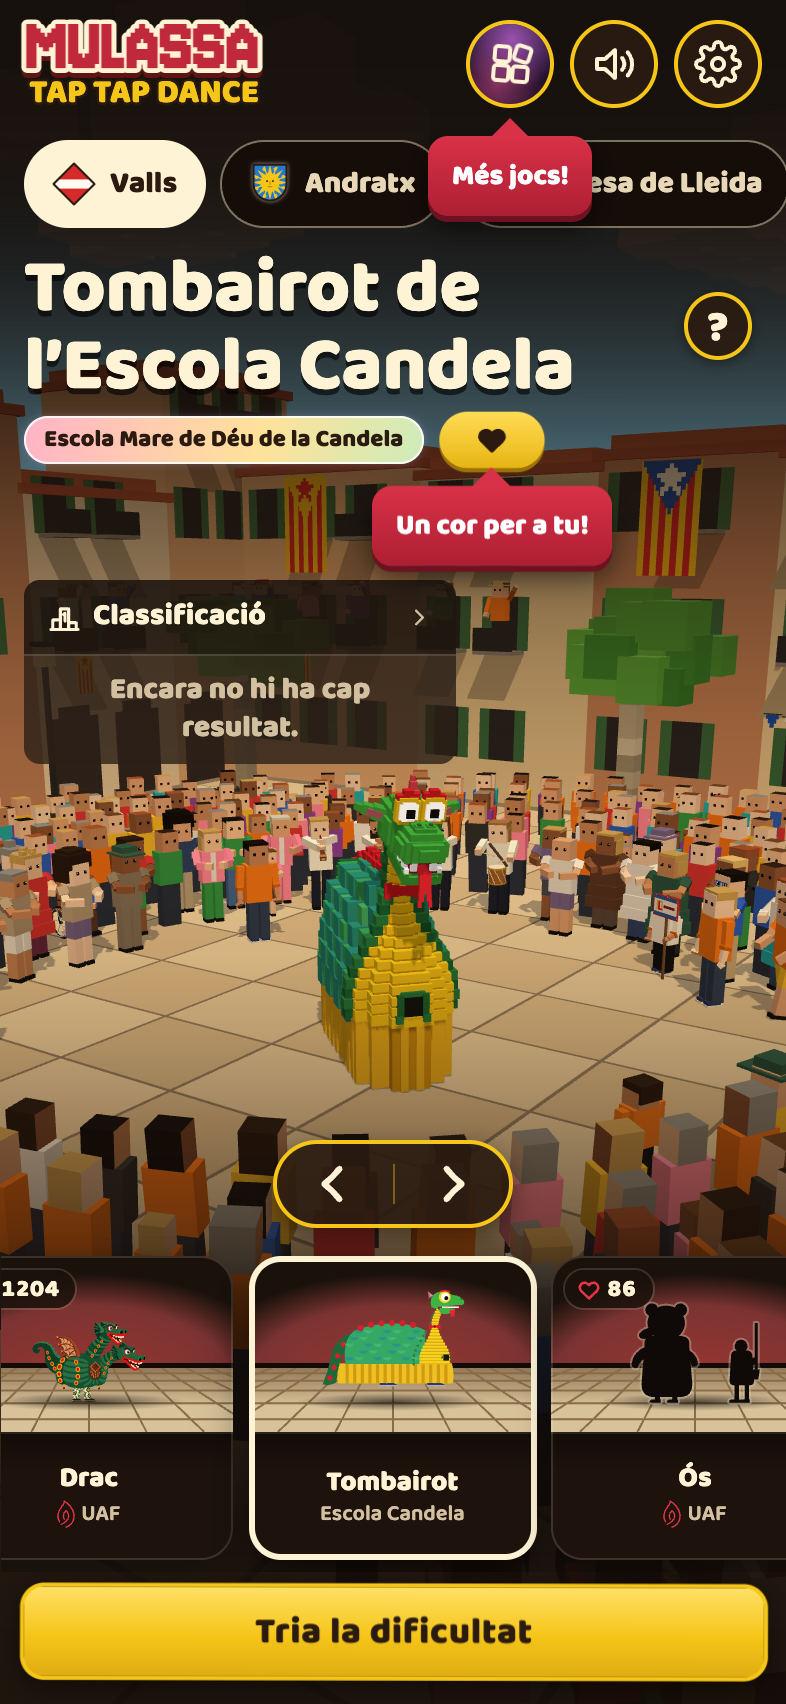 MULASSA
TAP TAP DANCE
Valls
Andratx
Més jocs!
esa de Lleida
Tombairot de
l'Escola Candela
?
Escola Mare de Déu de la Candela
Un cor per a tu!
Classificació
Encara no hi ha cap
resultat.
1204
86
Drac
UAF
Tombairot
Escola Candela
Ós
UAF
Tria la dificultat